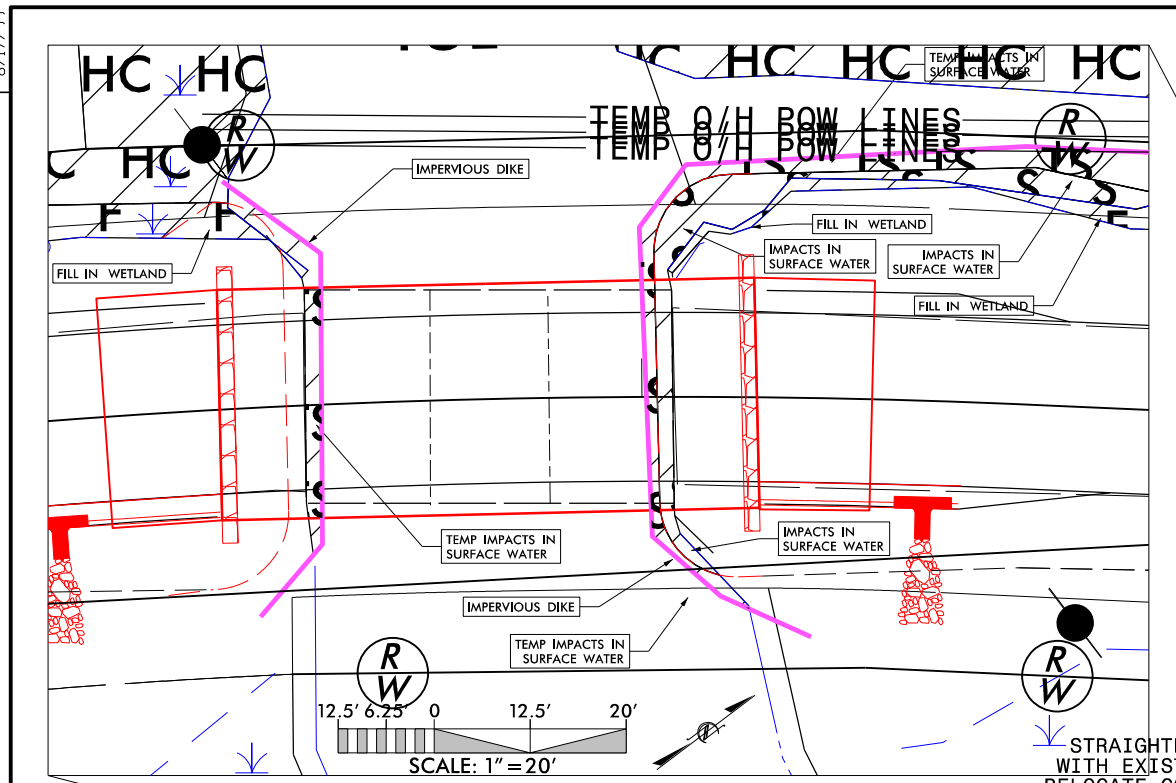 HC HC HC HC HC
TEMP IMPACTS IN
SURFACE WATER
TEMP O/H POW LINES
TEMP O/H POW LINES
TEMP O/H POW LINES
R
W
R
W
HC
IMPERVIOUS DIKE
S
S
F
F
FILL IN WETLAND
FILL IN WETLAND
IMPACTS IN
SURFACE WATER
IMPACTS IN
SURFACE WATER
FILL IN WETLAND
S
S
S
S
TEMP IMPACTS IN
SURFACE WATER
IMPACTS IN
SURFACE WATER
IMPERVIOUS DIKE
TEMP IMPACTS IN
SURFACE WATER
R
W
R
W
12.5' 6.25' 0 12.5' 20'
SCALE: 1"=20'
WITH EXIS